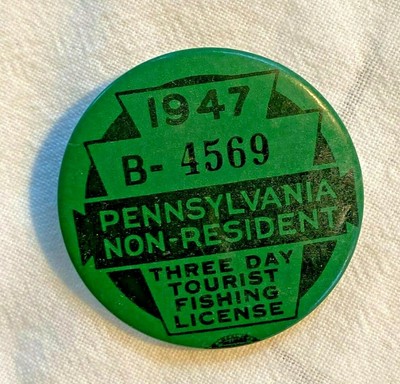 1947
B- 4569
PENNSYLVANIA
NON-RESIDENT
THREE DAY
TOURIST
FISHING
LICENSE